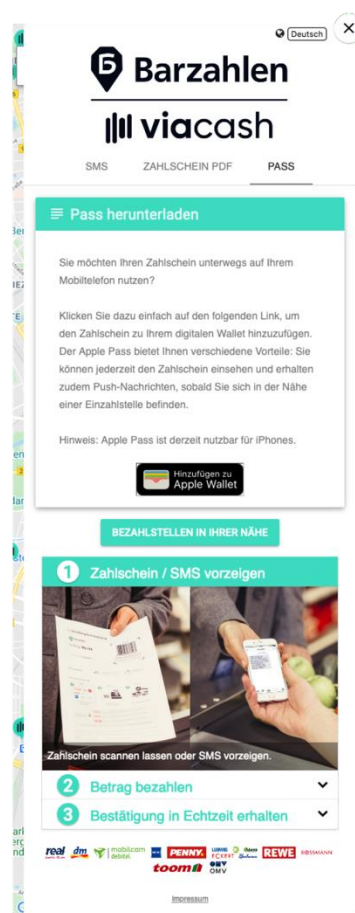 Deutsch
Barzahlen
viacash
SMS ZAHLSCHEIN PDF PASS
Pass herunterladen
Sie möchten Ihren Zahlschein unterwegs auf Ihrem
Mobiltelefon nutzen?
Klicken Sie dazu einfach auf den folgenden Link, um
den Zahlschein zu Ihrem digitalen Wallet hinzuzufügen.
Der Apple Pass bietet Ihnen verschiedene Vorteile: Sie
können jederzeit den Zahlschein einsehen und erhalten
zudem Push-Nachrichten, sobald Sie sich in der Nähe
einer Einzahlstelle befinden.
Hinweis: Apple Pass ist derzeit nutzbar für iPhones.
Hinzufügen zu
Apple Wallet
BEZAHLSTELLEN IN IHRER NÄHE
1 Zahlschein / SMS vorzeigen
Zahlschein scannen lassen oder SMS vorzeigen.
2 Betrag bezahlen
3 Bestätigung in Echtzeit erhalten
real dm mobilcom debitel PENNY. LUDWIG ECKERT REWE ROSSMANN
toom OMV
Impressum